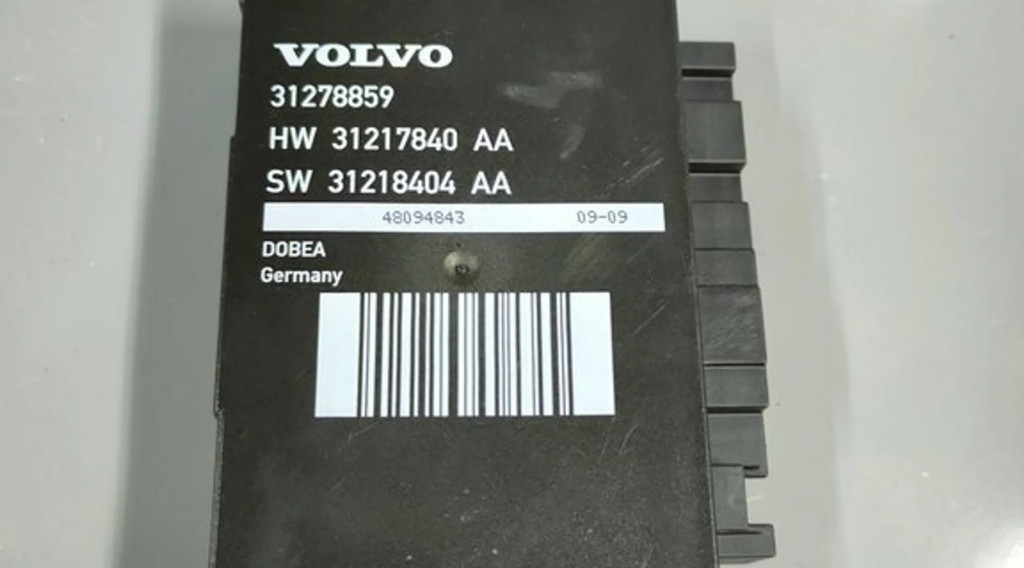 VOLVO
31278859
HW 31217840 AA
SW 31218404 AA
48094843 09-09
DOBEA
Germany